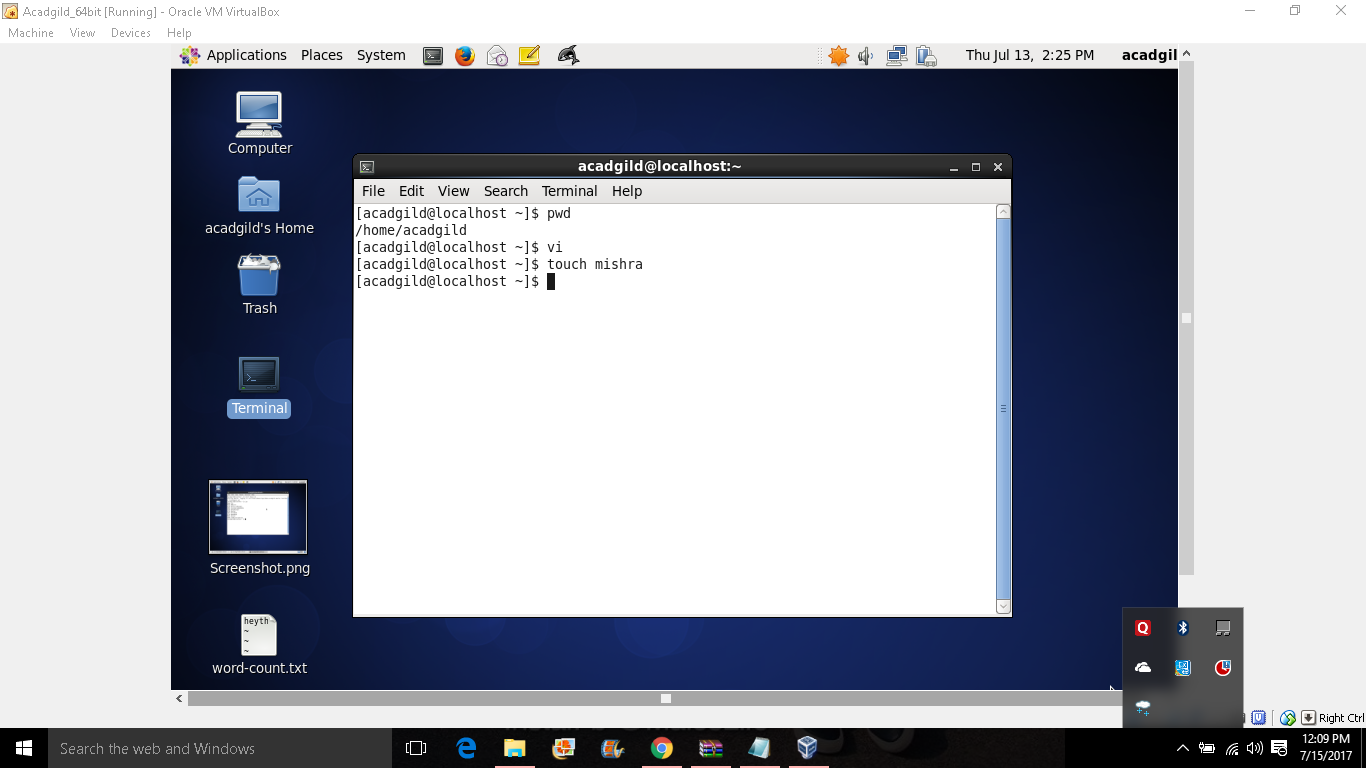 Acadgild_64bit [Running] - Oracle VM VirtualBox
Machine View Devices Help
Applications Places System
Thu Jul 13, 2:25 PM acadgil
Computer
acadgild's Home
Trash
Terminal
Screenshot.png
heyth
~
~
~
word-count.txt
acadgild@localhost:~
File Edit View Search Terminal Help
[acadgild@localhost ~]$ pwd
/home/acadgild
[acadgild@localhost ~]$ vi
[acadgild@localhost ~]$ touch mishra
[acadgild@localhost ~]$
Right Ctrl
Search the web and Windows
12:09 PM
7/15/2017